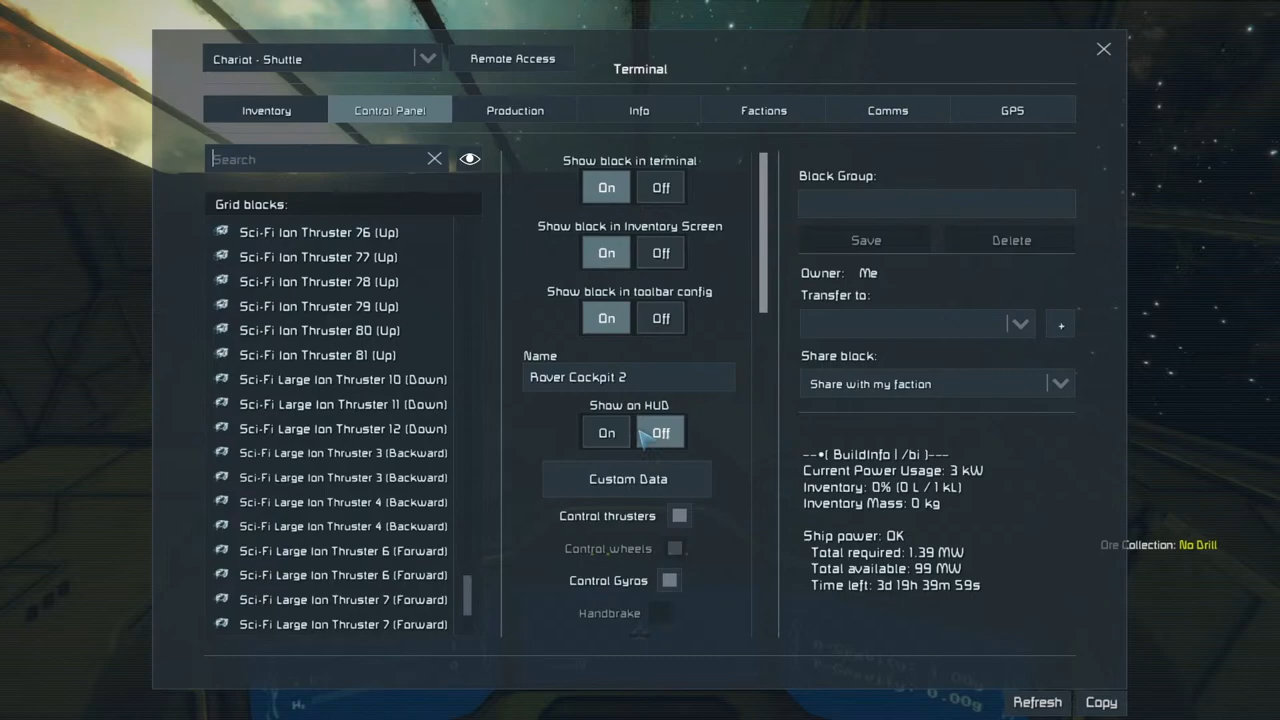 Chariot - Shuttle
Remote Access
Terminal
Inventory
Control Panel
Production
Info
Factions
Comms
GPS
Search
Grid blocks:
Sci-Fi Ion Thruster 76 (Up)
Sci-Fi Ion Thruster 77 (Up)
Sci-Fi Ion Thruster 78 (Up)
Sci-Fi Ion Thruster 79 (Up)
Sci-Fi Ion Thruster 80 (Up)
Sci-Fi Ion Thruster 81 (Up)
Sci-Fi Large Ion Thruster 10 (Down)
Sci-Fi Large Ion Thruster 11 (Down)
Sci-Fi Large Ion Thruster 12 (Down)
Sci-Fi Large Ion Thruster 3 (Backward)
Sci-Fi Large Ion Thruster 3 (Backward)
Sci-Fi Large Ion Thruster 4 (Backward)
Sci-Fi Large Ion Thruster 4 (Backward)
Sci-Fi Large Ion Thruster 6 (Forward)
Sci-Fi Large Ion Thruster 6 (Forward)
Sci-Fi Large Ion Thruster 7 (Forward)
Sci-Fi Large Ion Thruster 7 (Forward)
Show block in terminal
On Off
Show block in Inventory Screen
On Off
Show block in toolbar config
On Off
Name
Rover Cockpit 2
Show on HUD
On Off
Custom Data
Control thrusters
Control wheels
Control Gyros
Handbrake
Block Group:
Save
Delete
Owner: Me
Transfer to:
+
Share block:
Share with my faction
--•( BuildInfo | /bi )---
Current Power Usage: 3 kW
Inventory: 0% (0 L / 1 kL)
Inventory Mass: 0 kg
Ship power: OK
Total required: 1.39 MW
Total available: 99 MW
Time left: 3d 19h 39m 59s
Ore Collection: No Drill
0.00g
Refresh
Copy